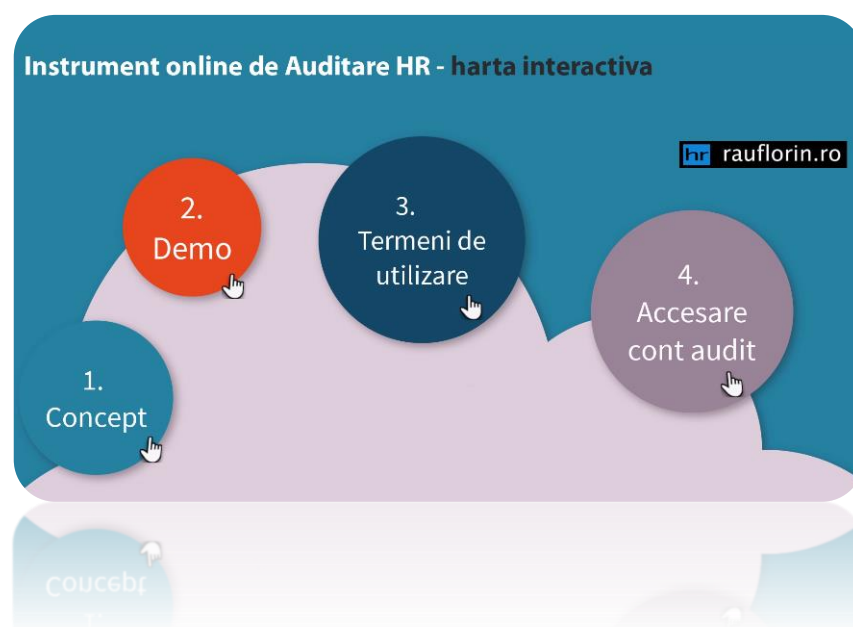 Instrument online de Auditare HR - harta interactiva
hr rauflorin.ro
2.
Demo
3.
Termeni de
utilizare
4.
Accesare
cont audit
1.
Concept